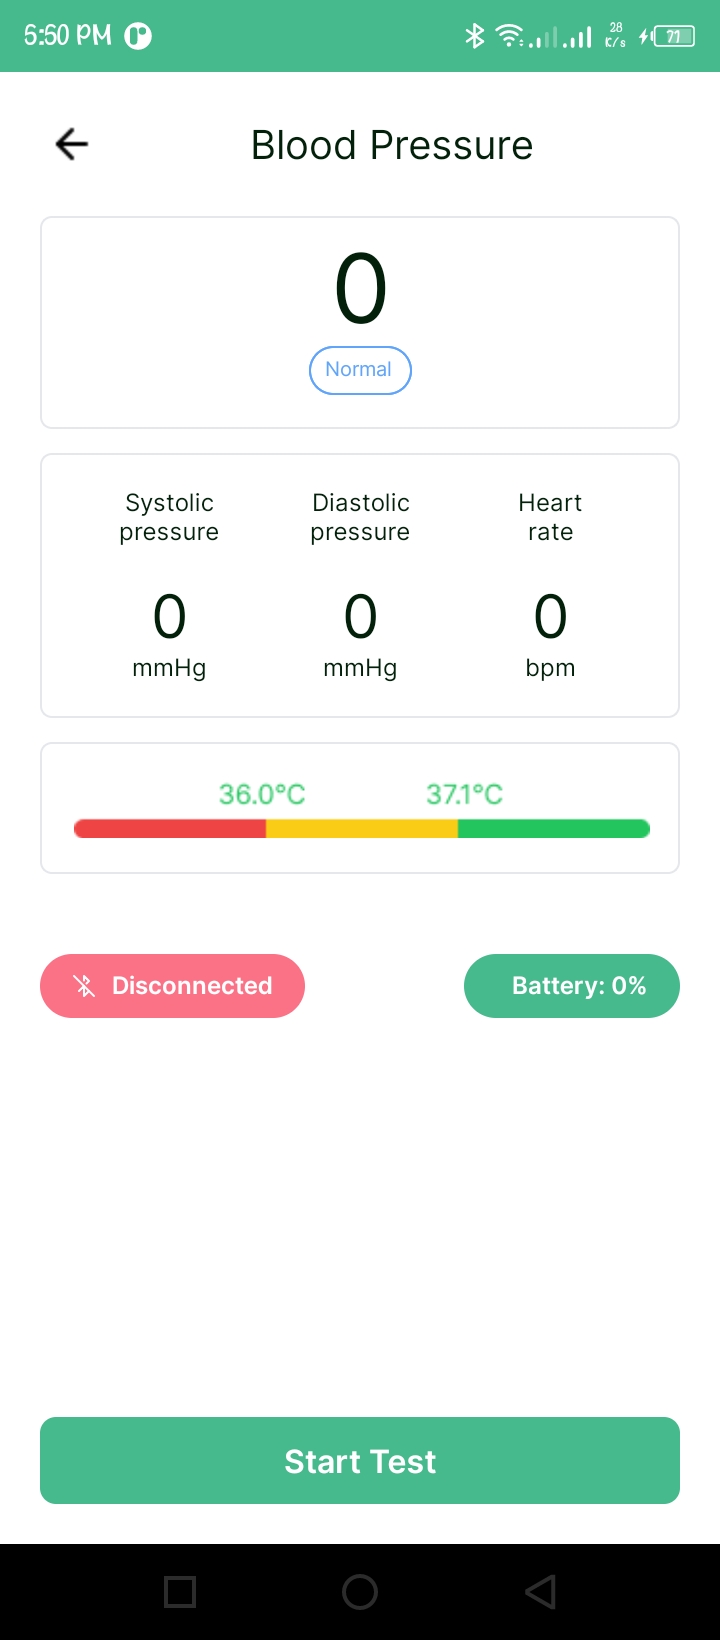 5:50 PM 28 K/s 71
Blood Pressure
0
Normal
Systolic pressure Diastolic pressure Heart rate
0 0 0
mmHg mmHg bpm
36.0°C 37.1°C
Disconnected Battery: 0%
Start Test